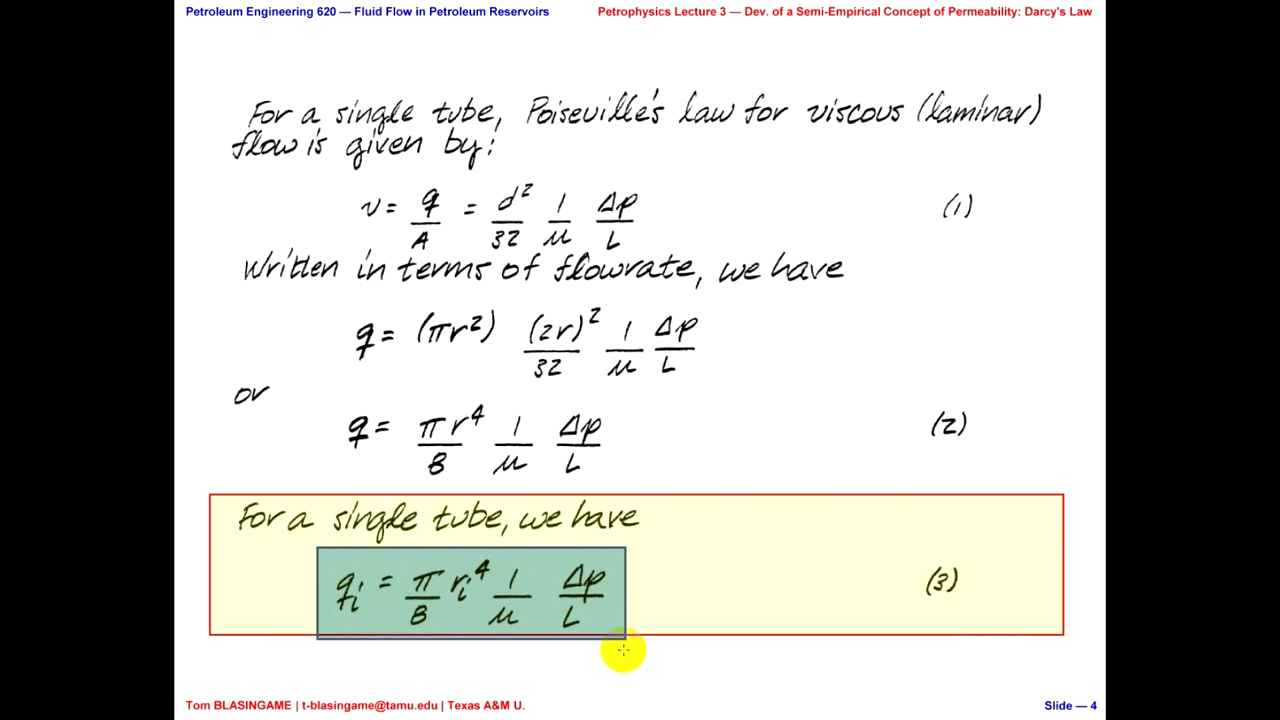 Petroleum Engineering 620 — Fluid Flow in Petroleum Reservoirs
Petrophysics Lecture 3 — Dev. of a Semi-Empirical Concept of Permeability: Darcy's Law
For a single tube, Poiseville's law for viscous (laminar)
flow is given by:
v = q/A = d²/32 1/μ Δp/L (1)
Written in terms of flowrate, we have
q = (πr²) (2r)²/32 1/μ Δp/L
or
q = πr⁴/8 1/μ Δp/L (2)
For a single tube, we have
qᵢ = π/8 rᵢ⁴ 1/μ Δp/L (3)
Tom BLASINGAME | t-blasingame@tamu.edu | Texas A&M U.
Slide — 4